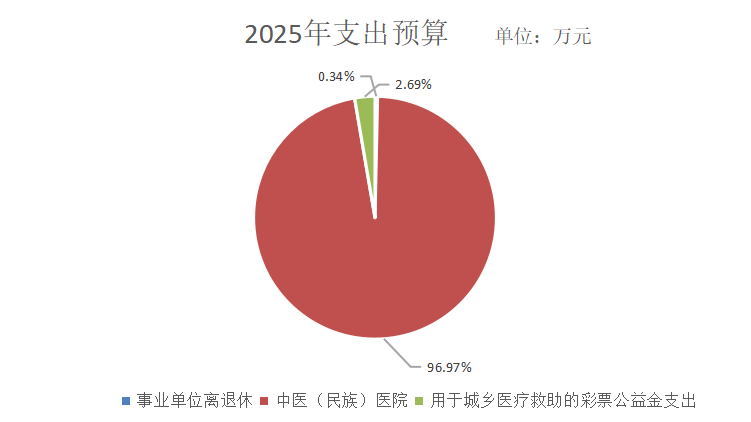 2025年支出预算 单位：万元
0.34%
2.69%
96.97%
事业单位离退休 中医（民族）医院 用于城乡医疗救助的彩票公益金支出